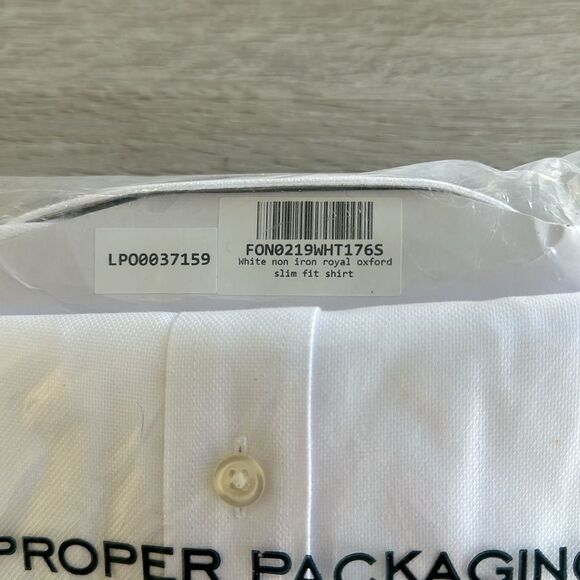 LPO0037159
FON0219WHT176S
White non iron royal oxford
slim fit shirt
PROPER PACKAGING